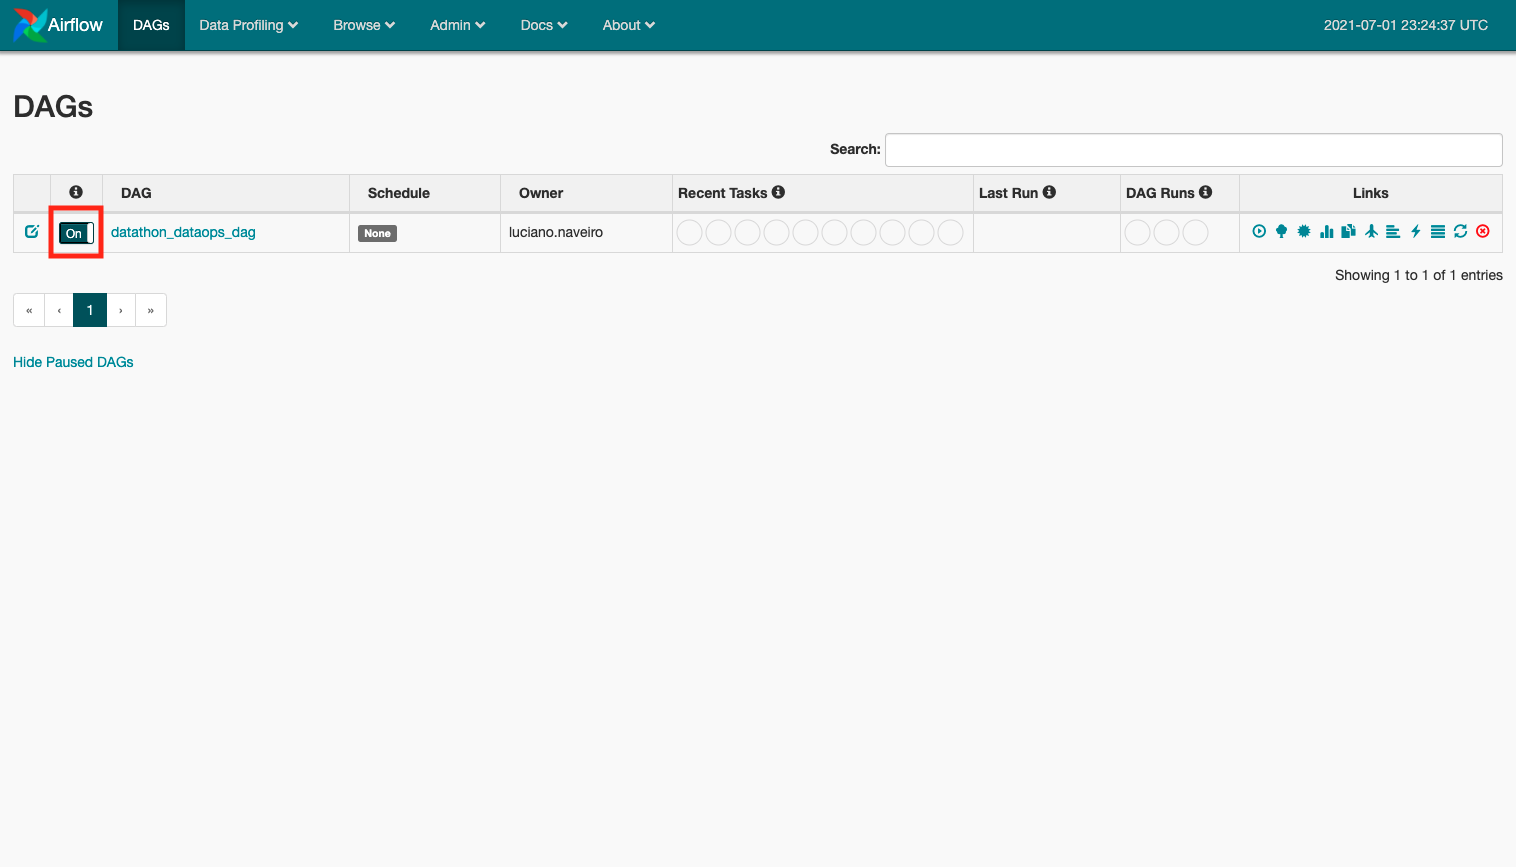 Airflow DAGs Data Profiling Browse Admin Docs About 2021-07-01 23:24:37 UTC
DAGs
Search:
DAG Schedule Owner Recent Tasks Last Run DAG Runs Links
On datathon_dataops_dag None luciano.naveiro
Showing 1 to 1 of 1 entries
« ‹ 1 › »
Hide Paused DAGs